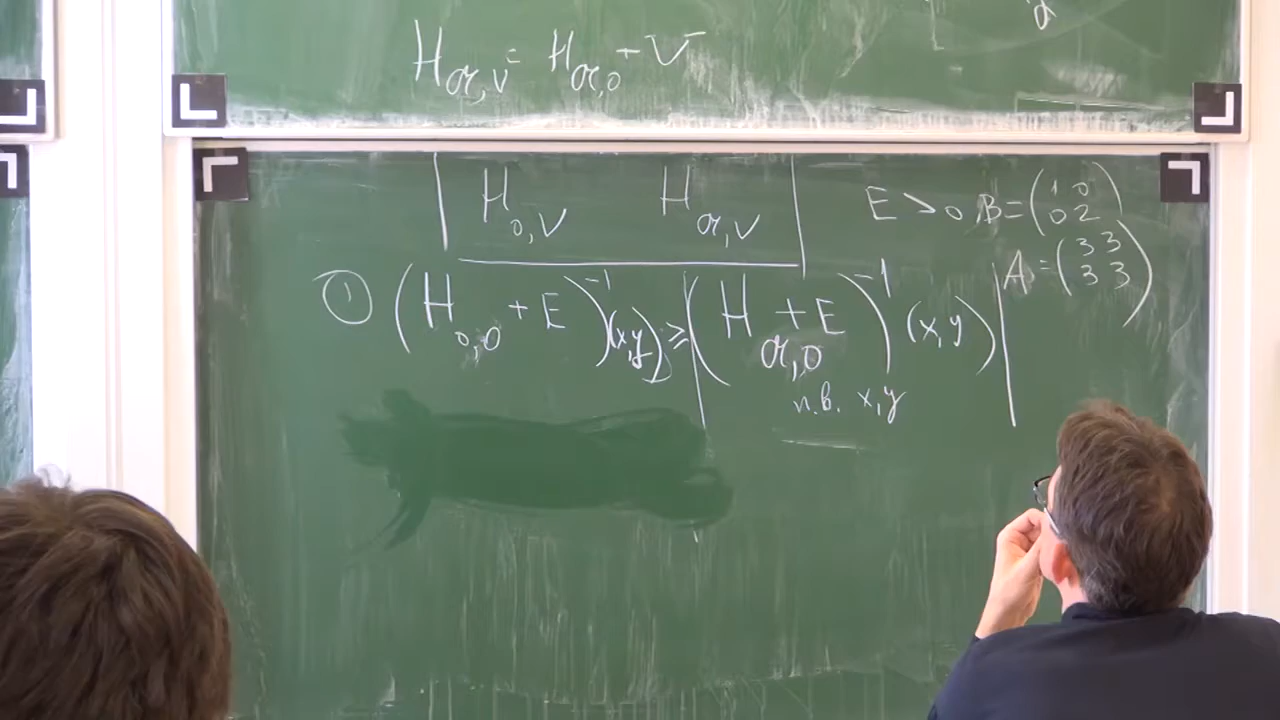 α
H_{α,V} = H_{α,0} + V
H_{0,V} H_{α,V}
E > 0, B = (1 0 0 2)
A = (3 3 3 3)
① (H_{0,0} + E)^{-1}(x,y) ≥ |(H_{α,0} + E)^{-1}(x,y)|
п.в. x,y